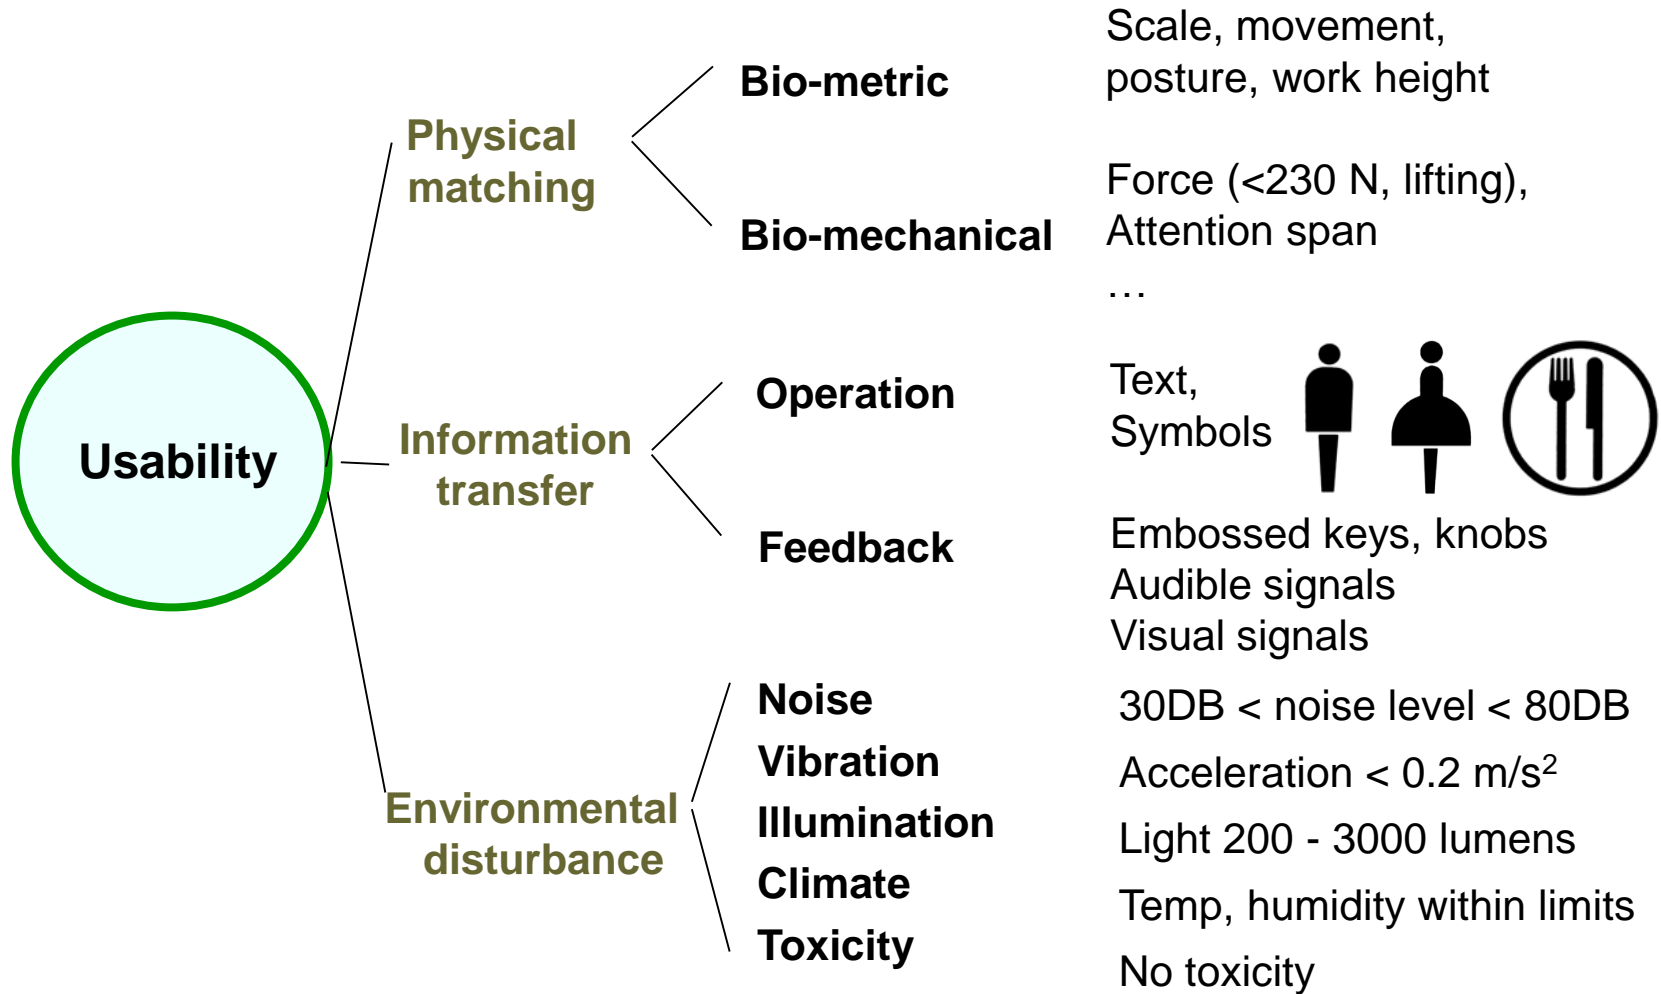 Usability
Physical
matching
Bio-metric
Scale, movement,
posture, work height
Bio-mechanical
Force (<230 N, lifting),
Attention span
…
Information
transfer
Operation
Text,
Symbols
Feedback
Embossed keys, knobs
Audible signals
Visual signals
Environmental
disturbance
Noise
30DB < noise level < 80DB
Vibration
Acceleration < 0.2 m/s²
Illumination
Light 200 - 3000 lumens
Climate
Temp, humidity within limits
Toxicity
No toxicity